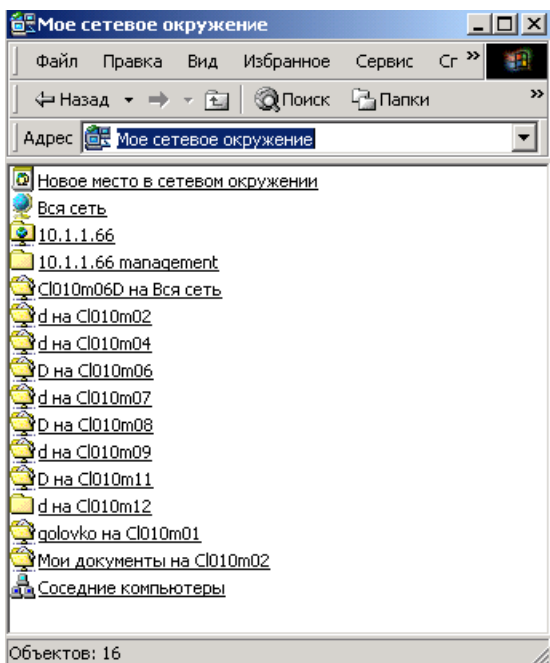 Мое сетевое окружение
Файл Правка Вид Избранное Сервис Сг »
Назад Поиск Папки »
Адрес Мое сетевое окружение
Новое место в сетевом окружении
Вся сеть
10.1.1.66
10.1.1.66 management
Cl010m06D на Вся сеть
d на Cl010m02
d на Cl010m04
D на Cl010m06
d на Cl010m07
D на Cl010m08
d на Cl010m09
D на Cl010m11
d на Cl010m12
golovko на Cl010m01
Мои документы на Cl010m02
Соседние компьютеры
Объектов: 16